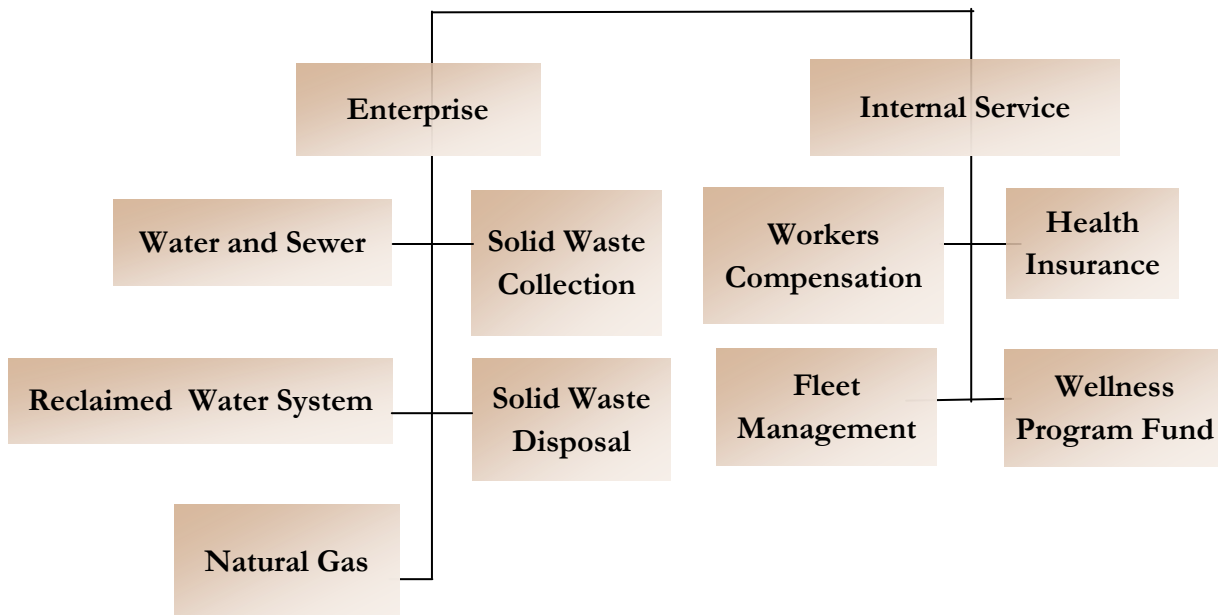 Enterprise
Internal Service
Water and Sewer
Solid Waste
Collection
Workers
Compensation
Health
Insurance
Reclaimed  Water System
Solid Waste
Disposal
Fleet
Management
Wellness
Program Fund
Natural Gas